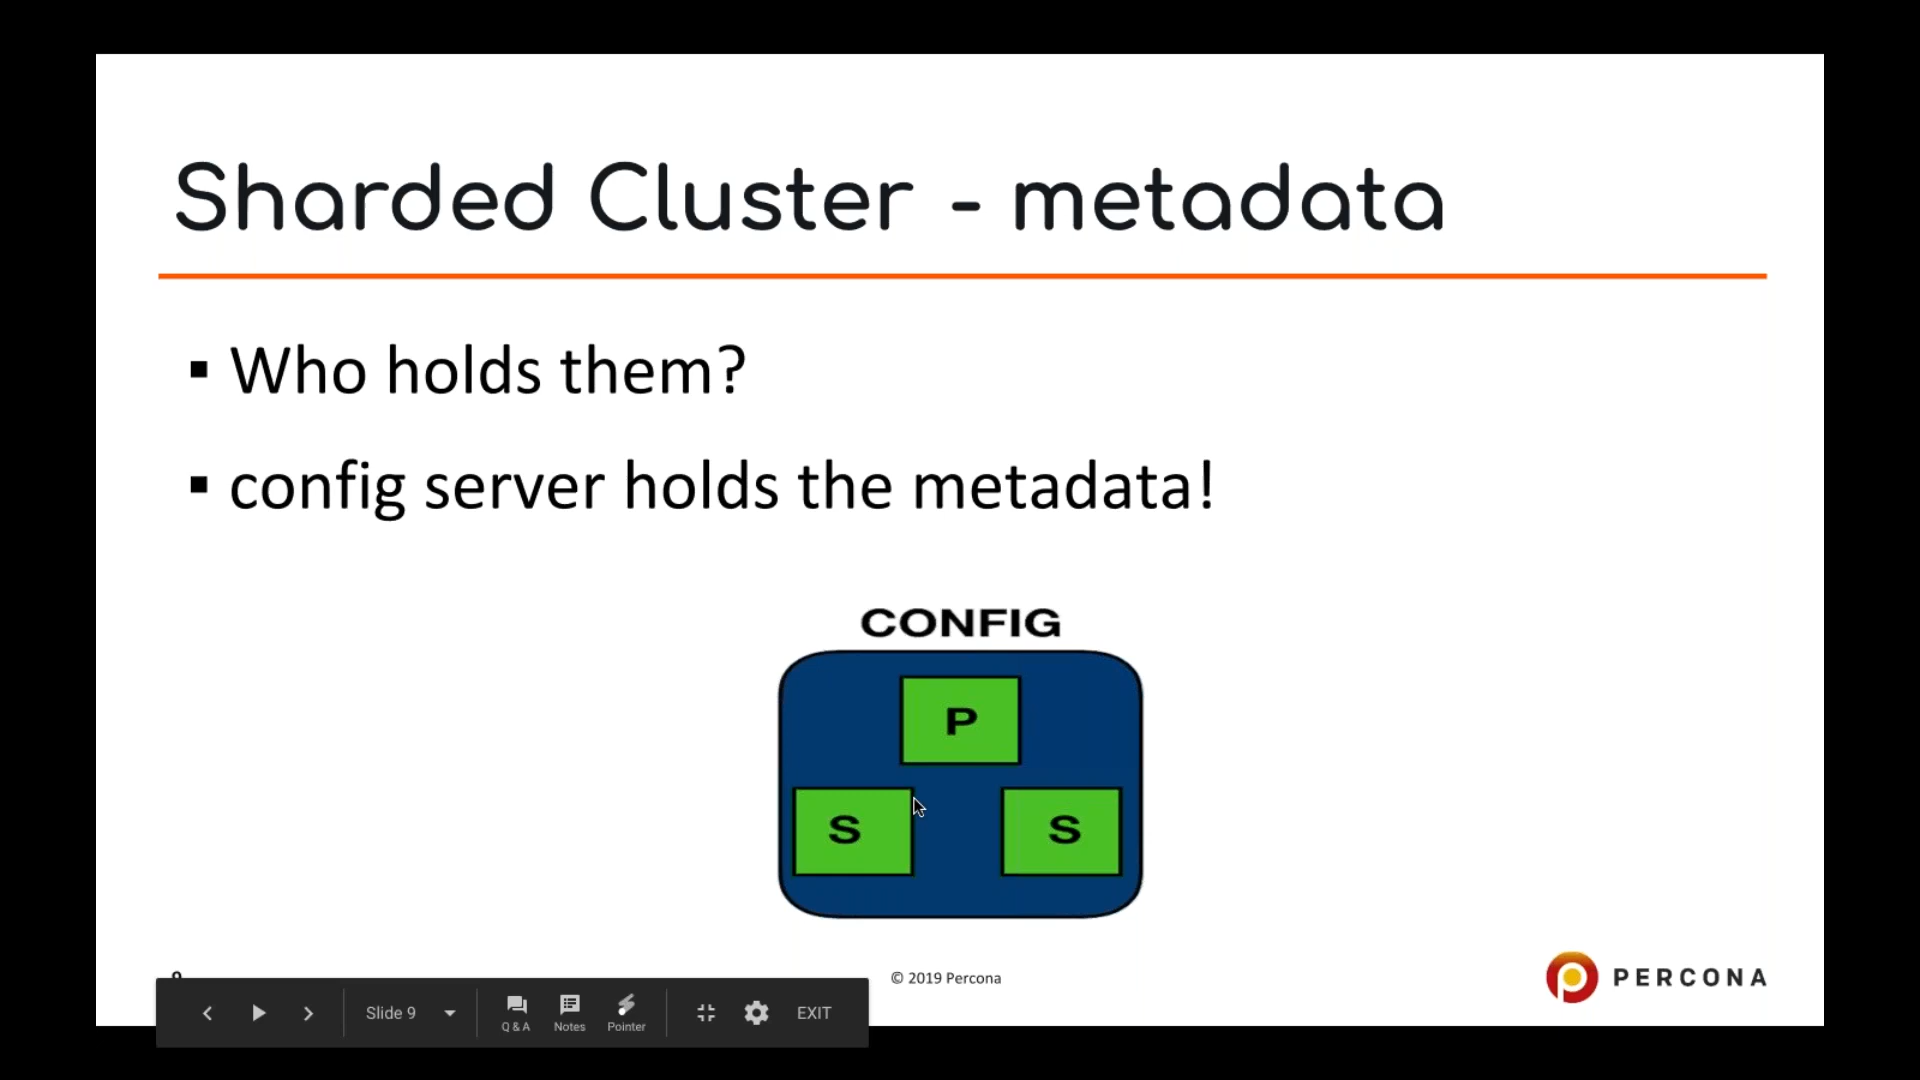 Sharded Cluster - metadata
▪ Who holds them?
▪ config server holds the metadata!
CONFIG
P
S S
9
© 2019 Percona
PERCONA
Slide 9
Q & A Notes Pointer
EXIT